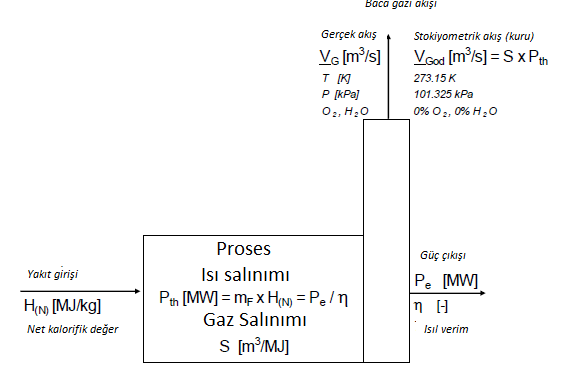 Baca gazı akışı
Gerçek akış
V_G [m³/s]
T [K]
P [kPa]
O₂, H₂O
Stokiyometrik akış (kuru)
V_God [m³/s] = S x P_th
273.15 K
101.325 kPa
0% O₂, 0% H₂O
Yakıt girişi
H_(N) [MJ/kg]
Net kalorifik değer
Proses
Isı salınımı
P_th [MW] = m_F x H_(N) = P_e / η
Gaz Salınımı
S [m³/MJ]
Güç çıkışı
P_e [MW]
η [-]
Isıl verim